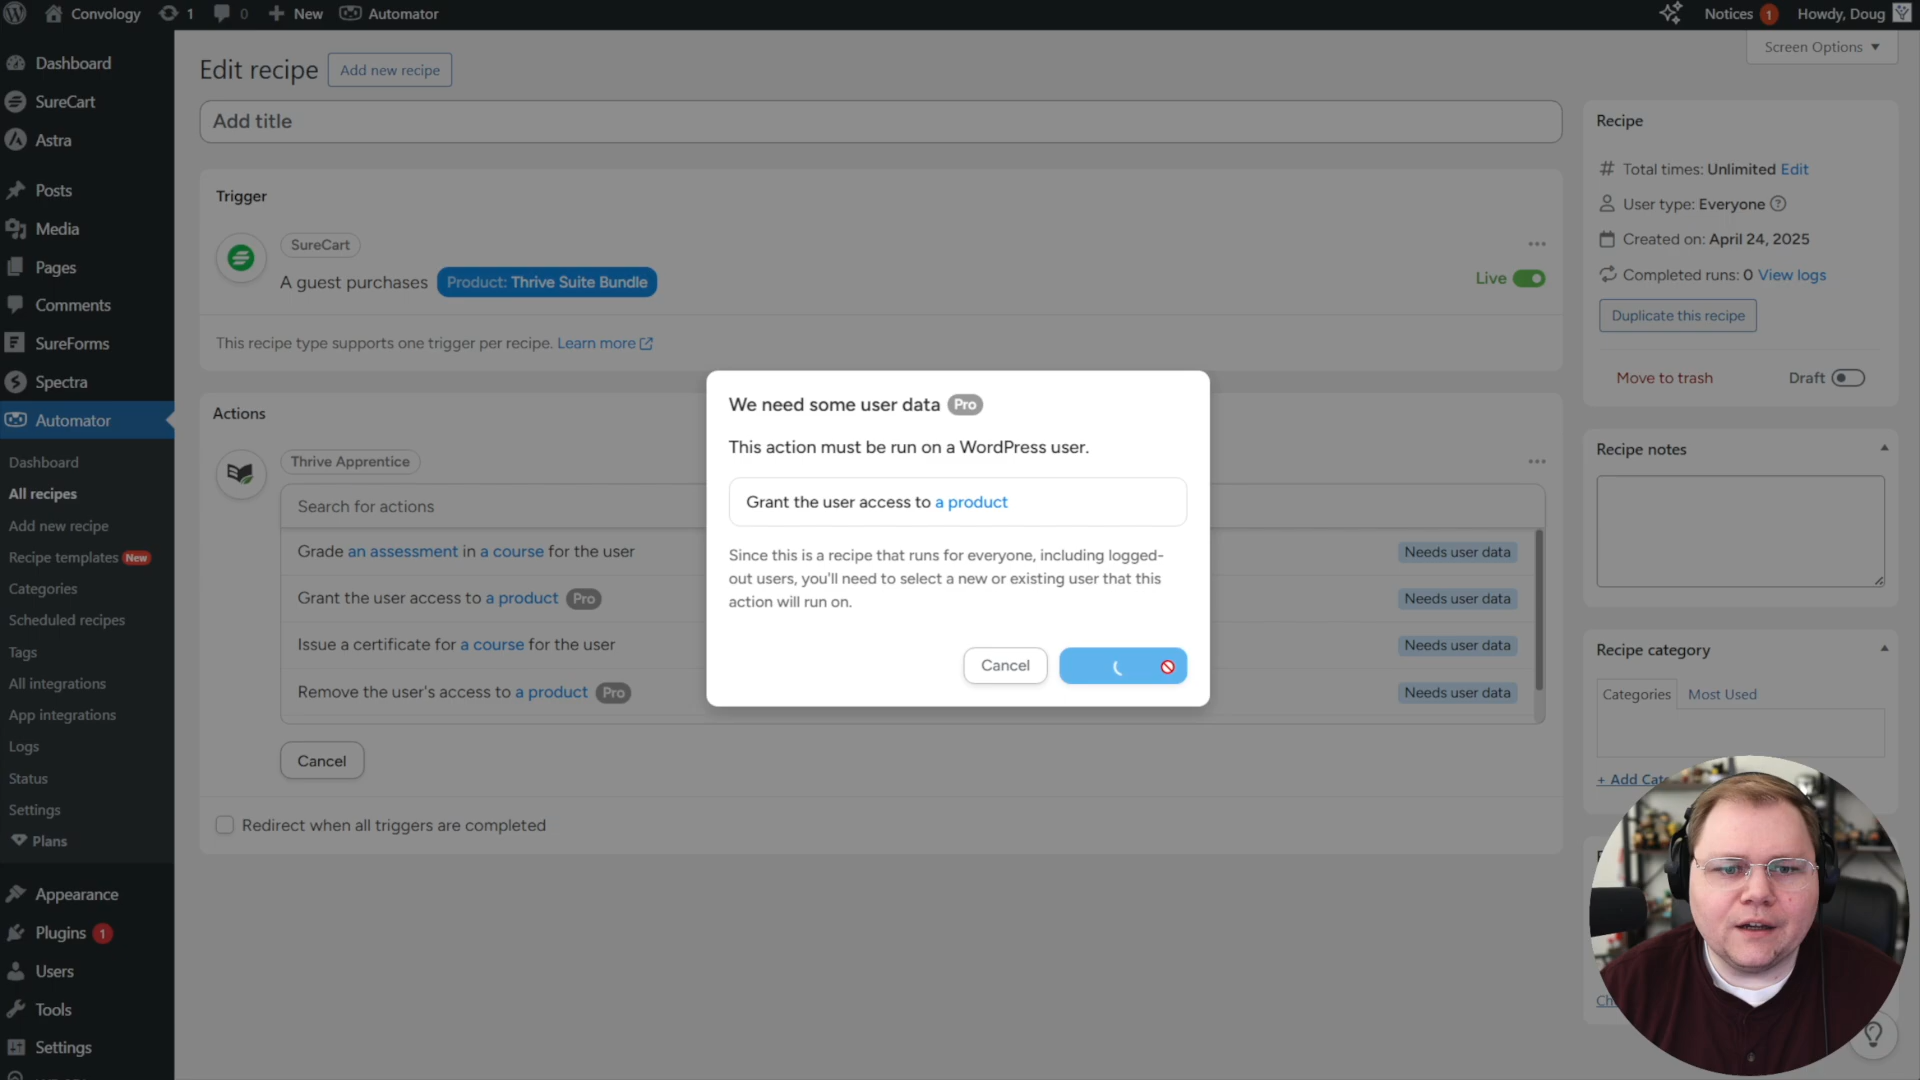 Convology
1
0
New
Automator
Notices 1
Howdy, Doug
Screen Options
Dashboard
SureCart
Astra
Posts
Media
Pages
Comments
SureForms
Spectra
Automator
Dashboard
All recipes
Add new recipe
Recipe templates New
Categories
Scheduled recipes
Tags
All integrations
App integrations
Logs
Status
Settings
Plans
Appearance
Plugins 1
Users
Tools
Settings
Edit recipe
Add new recipe
Add title
Trigger
SureCart
A guest purchases Product: Thrive Suite Bundle
Live
This recipe type supports one trigger per recipe. Learn more
Actions
Thrive Apprentice
Search for actions
Grade an assessment in a course for the user
Needs user data
Grant the user access to a product Pro
Needs user data
Issue a certificate for a course for the user
Needs user data
Remove the user's access to a product Pro
Needs user data
Cancel
Redirect when all triggers are completed
We need some user data Pro
This action must be run on a WordPress user.
Grant the user access to a product
Since this is a recipe that runs for everyone, including logged-
out users, you'll need to select a new or existing user that this
action will run on.
Cancel
Recipe
Total times: Unlimited Edit
User type: Everyone
Created on: April 24, 2025
Completed runs: 0 View logs
Duplicate this recipe
Move to trash
Draft
Recipe notes
Recipe category
Categories
Most Used
+ Add Cat